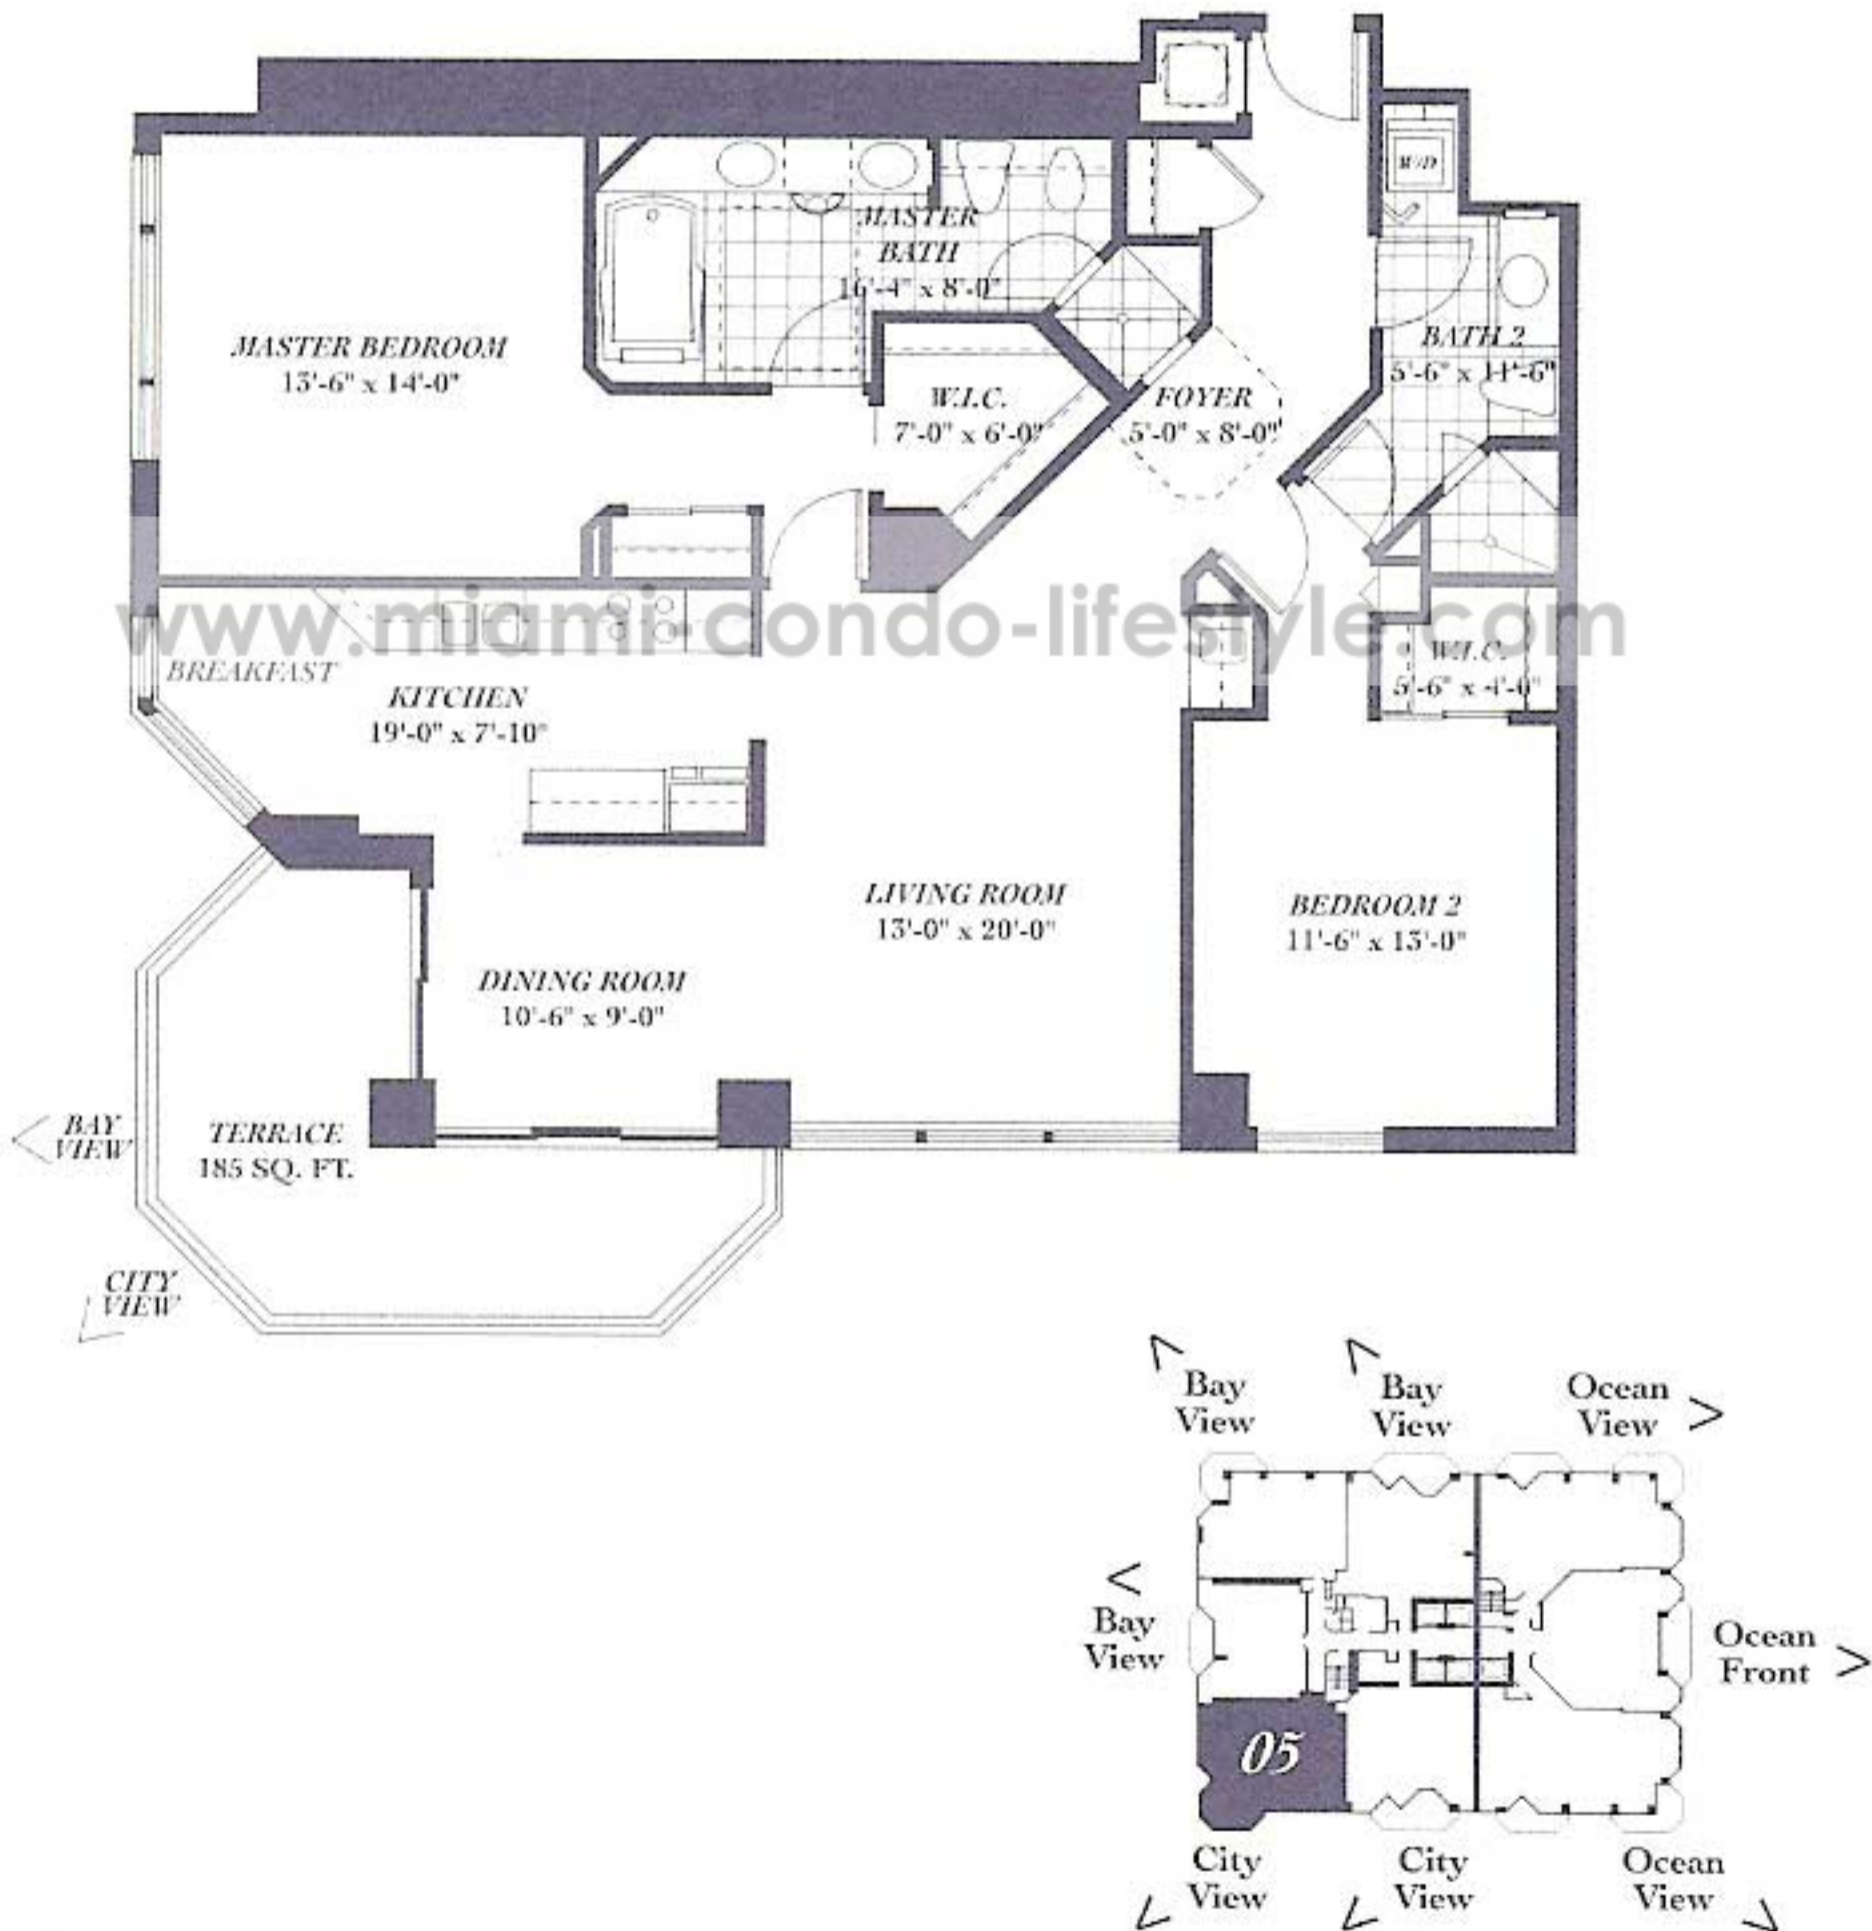 W/D
MASTER
BATH
16'-4" x 8'-0"
MASTER BEDROOM
13'-6" x 14'-0"
BATH 2
5'-6" x 11'-6"
W.I.C.
7'-0" x 6'-0"
FOYER
5'-0" x 8'-0"
www.miami-condo-lifestyle.com
BREAKFAST
KITCHEN
19'-0" x 7'-10"
W.I.C.
5'-6" x 4'-0"
LIVING ROOM
13'-0" x 20'-0"
BEDROOM 2
11'-6" x 13'-0"
DINING ROOM
10'-6" x 9'-0"
BAY
VIEW
TERRACE
185 SQ. FT.
CITY
VIEW
Bay
View
Bay
View
Ocean
View
Bay
View
Ocean
Front
05
City
View
City
View
Ocean
View